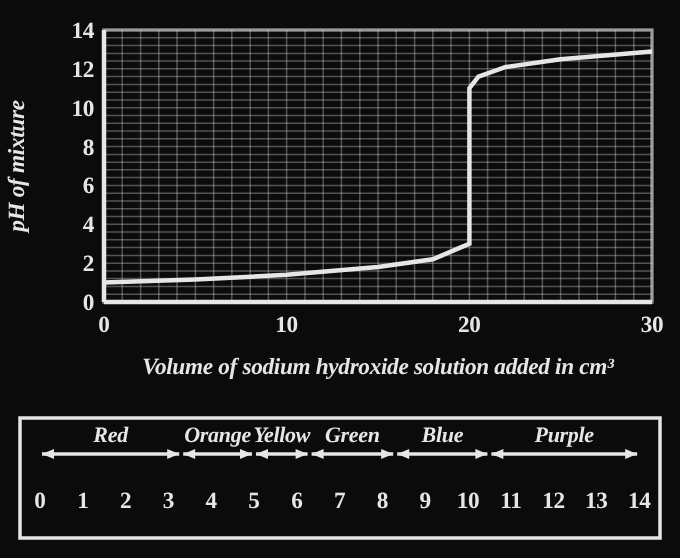 14
12
10
8
6
4
2
0
pH of mixture
0 10 20 30
Volume of sodium hydroxide solution added in cm³
Red Orange Yellow Green Blue Purple
0 1 2 3 4 5 6 7 8 9 10 11 12 13 14